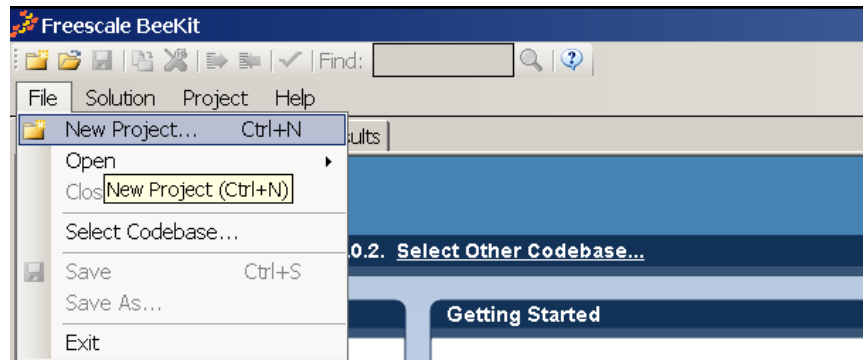 Freescale BeeKit
Find:
File Solution Project Help
New Project... Ctrl+N
ults
Open
Clos
New Project (Ctrl+N)
Select Codebase...
.0.2. Select Other Codebase...
Save Ctrl+S
Save As...
Getting Started
Exit